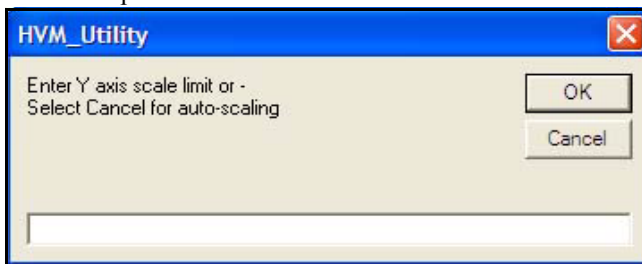 HVM_Utility
Enter Y axis scale limit or -
Select Cancel for auto-scaling
OK
Cancel